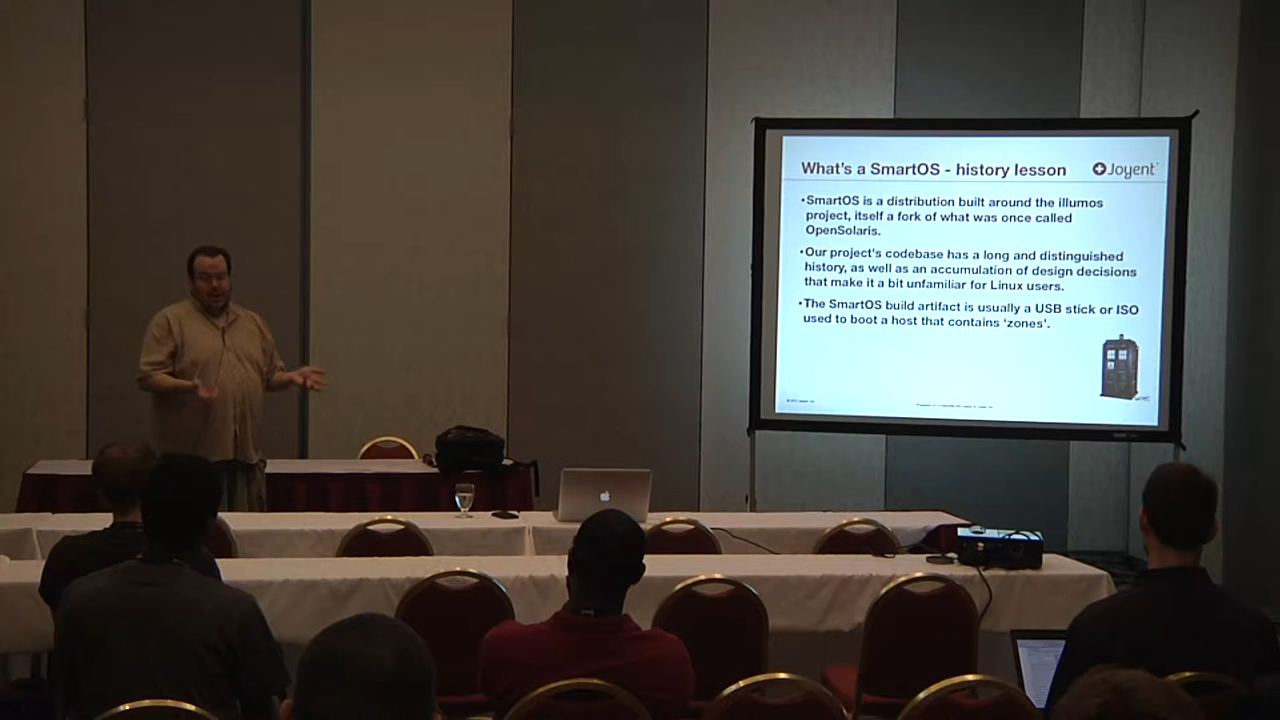 What's a SmartOS - history lesson
Joyent
•SmartOS is a distribution built around the illumos
project, itself a fork of what was once called
OpenSolaris.
•Our project's codebase has a long and distinguished
history, as well as an accumulation of design decisions
that make it a bit unfamiliar for Linux users.
•The SmartOS build artifact is usually a USB stick or ISO
used to boot a host that contains 'zones'.